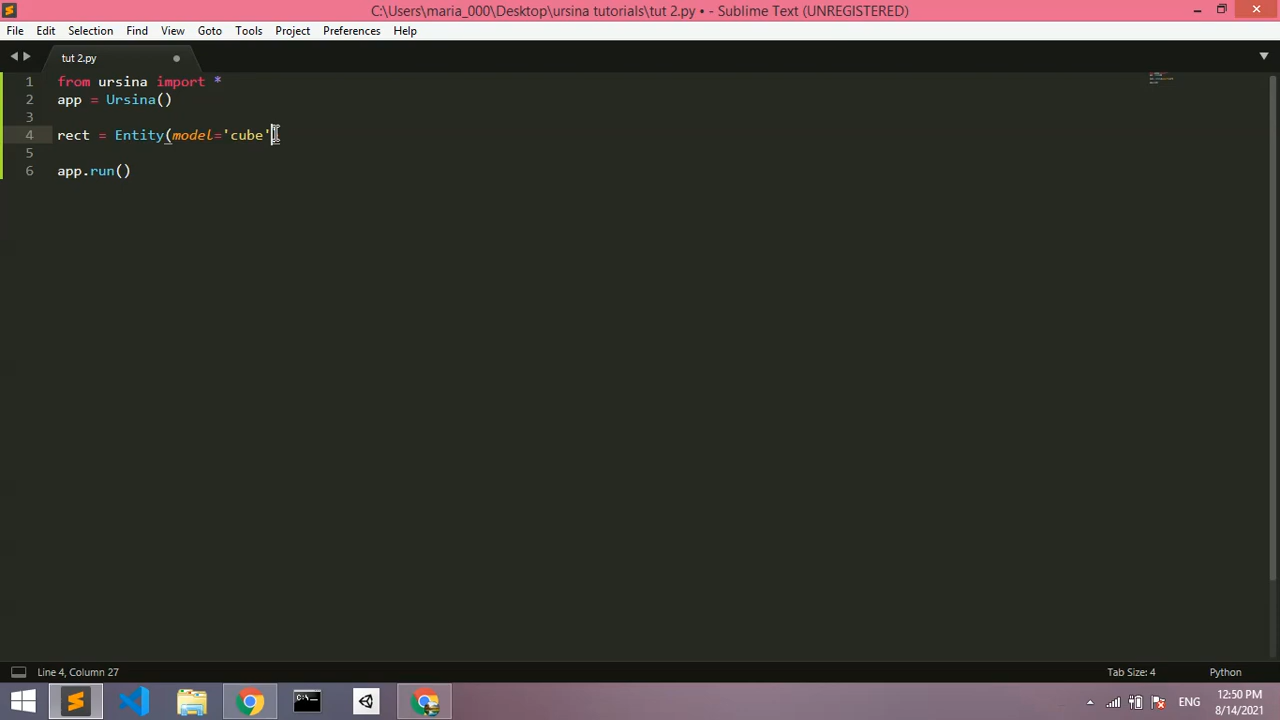 C:\Users\maria_000\Desktop\ursina tutorials\tut 2.py • - Sublime Text (UNREGISTERED)
File Edit Selection Find View Goto Tools Project Preferences Help
tut 2.py
1 from ursina import *
2 app = Ursina()
3
4 rect = Entity(model='cube')
5
6 app.run()
Line 4, Column 27 Tab Size: 4 Python
ENG 12:50 PM
8/14/2021